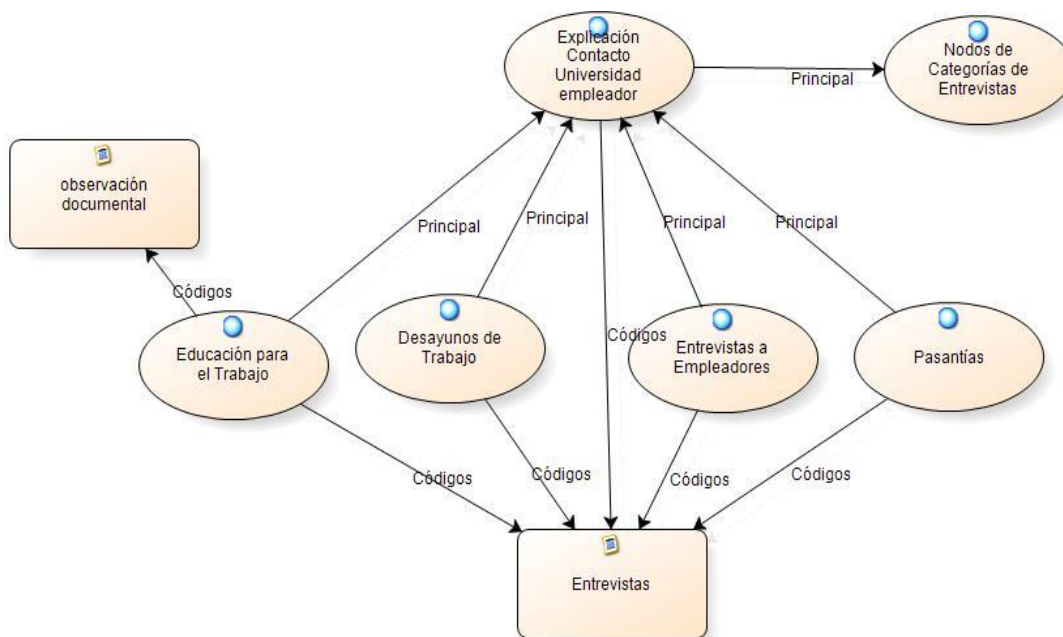 Explicación
Contacto
Universidad
empleador
Nodos de
Categorías de
Entrevistas
Principal
observación
documental
Principal
Principal
Principal
Principal
Códigos
Educación para
el Trabajo
Desayunos de
Trabajo
Códigos
Entrevistas a
Empleadores
Pasantías
Códigos
Códigos
Códigos
Códigos
Entrevistas